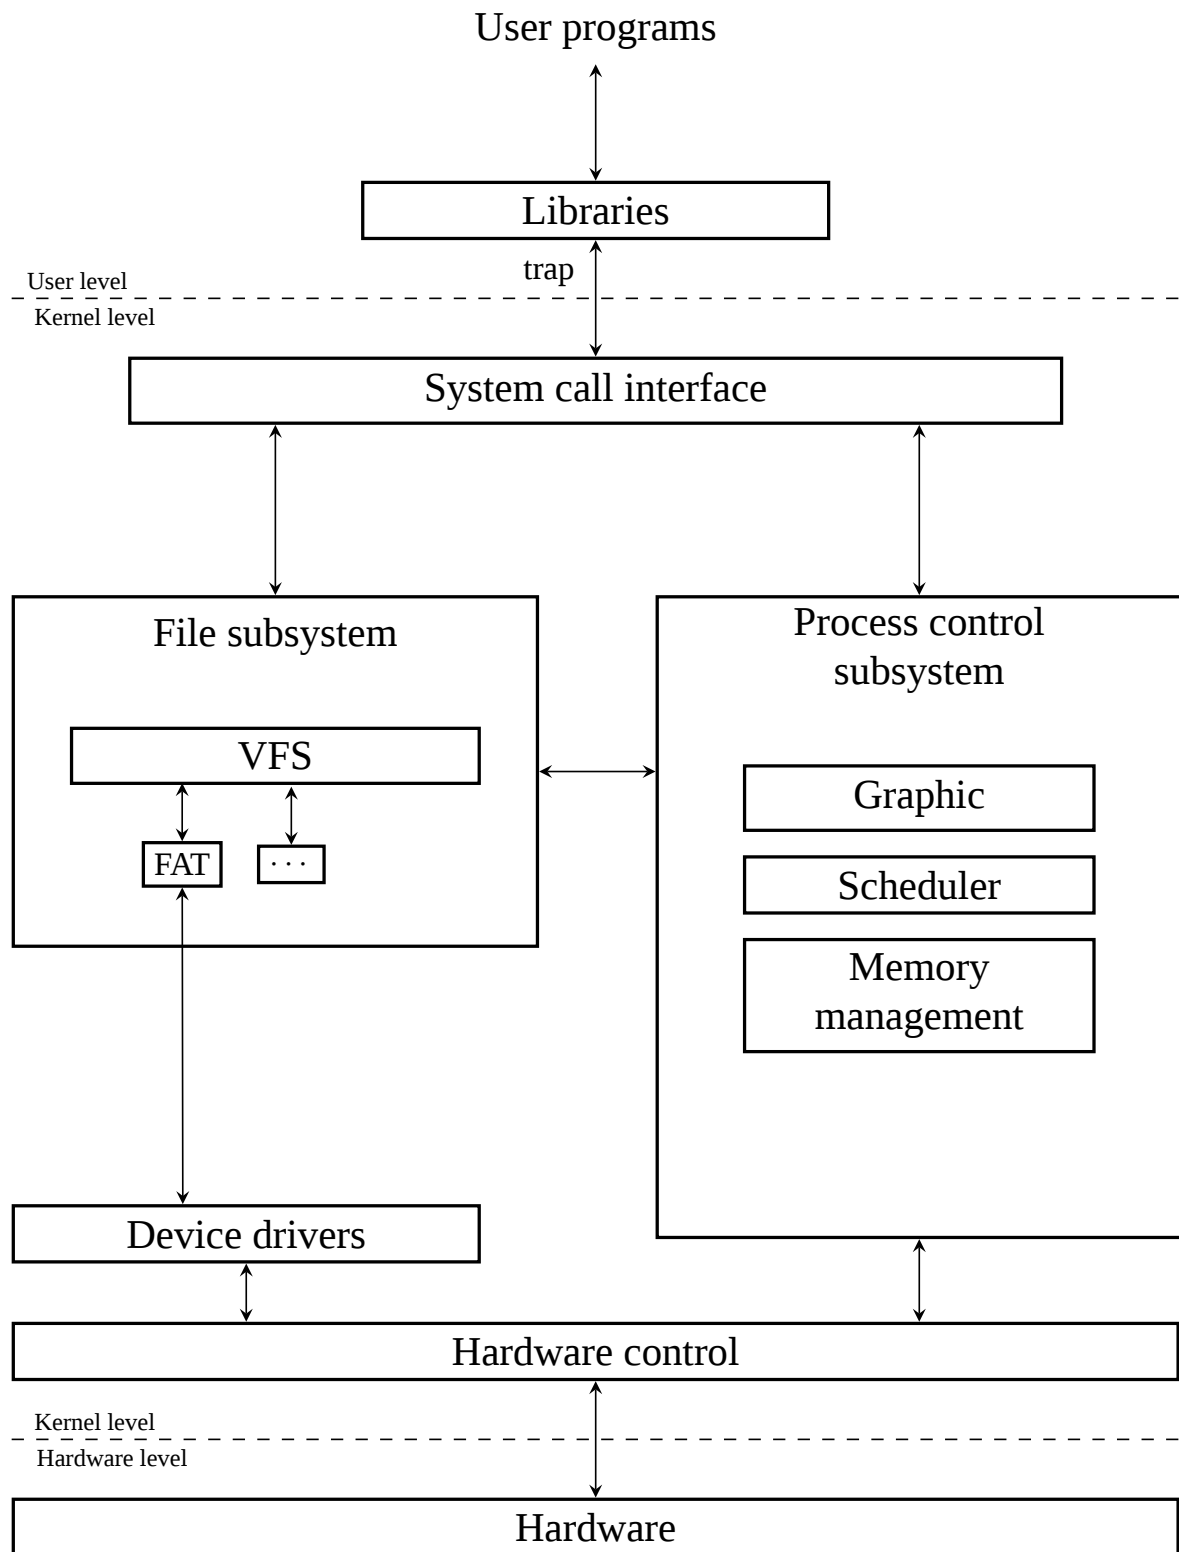 User programs
Libraries
trap
User level
Kernel level
System call interface
File subsystem
VFS
FAT
· · ·
Process control
subsystem
Graphic
Scheduler
Memory
management
Device drivers
Hardware control
Kernel level
Hardware level
Hardware